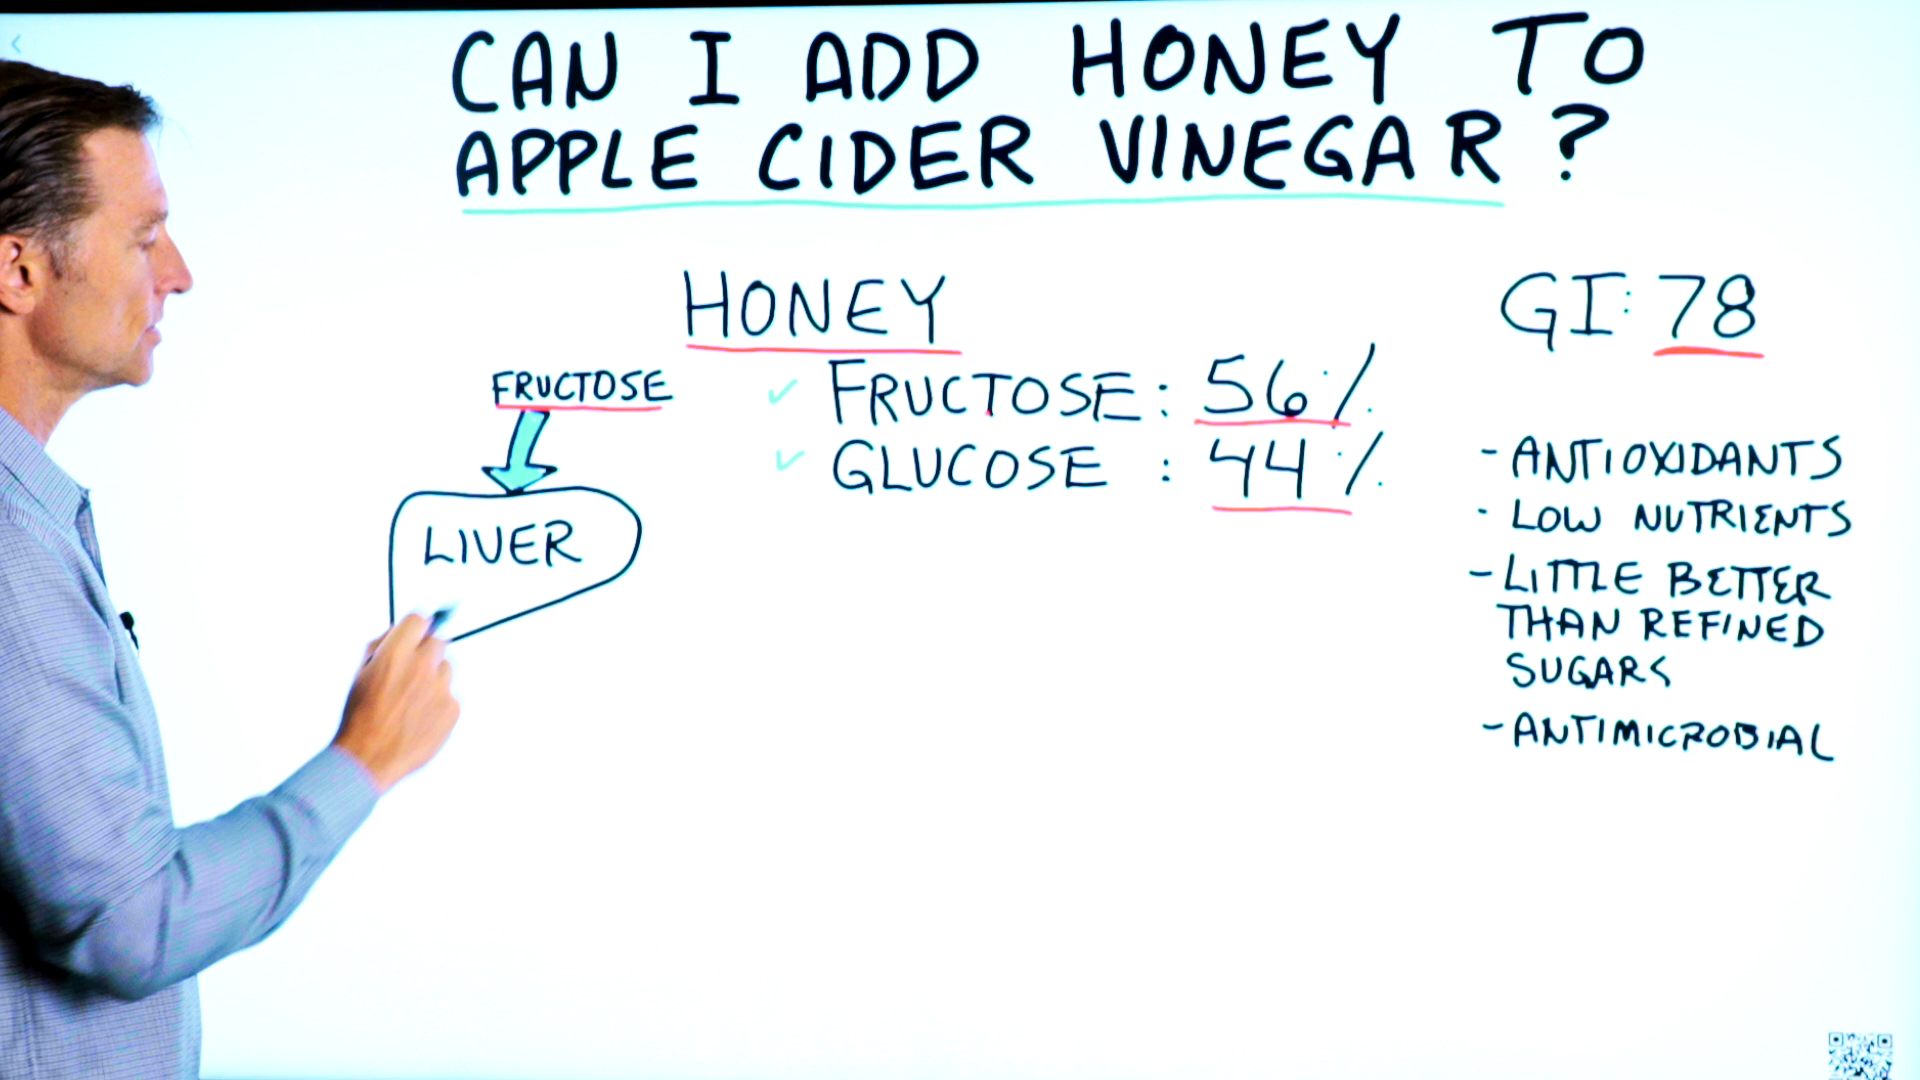 CAN I ADD HONEY TO
APPLE CIDER VINEGAR?
HONEY
GI: 78
FRUCTOSE
FRUCTOSE: 56%
GLUCOSE : 44%
LIVER
- ANTIOXIDANTS
- LOW NUTRIENTS
- LITTLE BETTER
THAN REFINED
SUGARS
- ANTIMICROBIAL